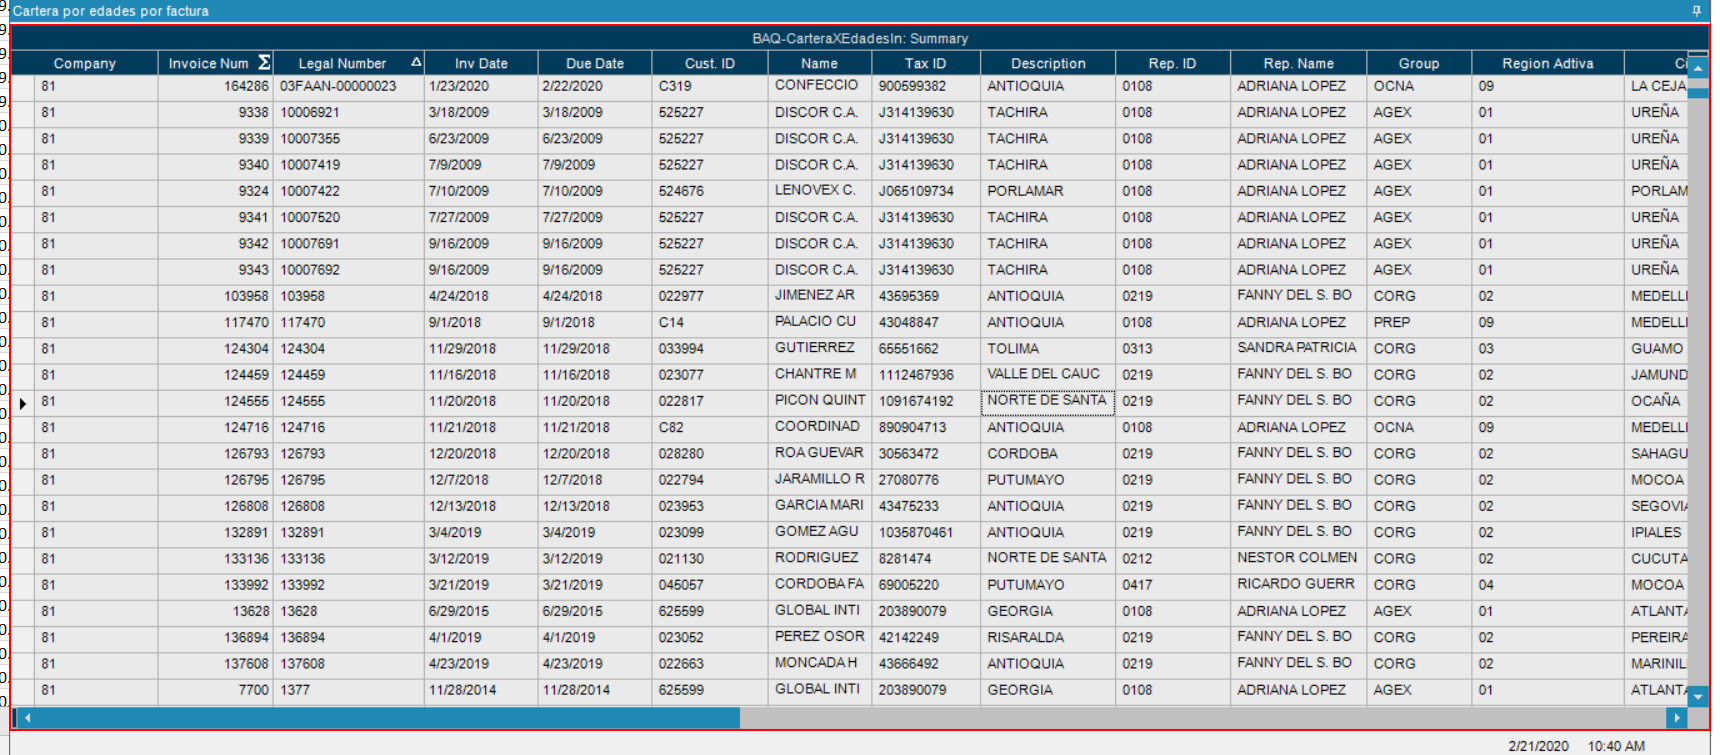 Cartera por edades por factura
BAQ-CarteraXEdadesIn: Summary
Company Invoice Num Σ Legal Number Inv Date Due Date Cust. ID Name Tax ID Description Rep. ID Rep. Name Group Region Adtiva
81 164286 03FAAN-00000023 1/23/2020 2/22/2020 C319 CONFECCIO 900599382 ANTIOQUIA 0108 ADRIANA LOPEZ OCNA 09 LA CEJA
81 9338 10006921 3/18/2009 3/18/2009 525227 DISCOR C.A. J314139630 TACHIRA 0108 ADRIANA LOPEZ AGEX 01 UREÑA
81 9339 10007355 6/23/2009 6/23/2009 525227 DISCOR C.A. J314139630 TACHIRA 0108 ADRIANA LOPEZ AGEX 01 UREÑA
81 9340 10007419 7/9/2009 7/9/2009 525227 DISCOR C.A. J314139630 TACHIRA 0108 ADRIANA LOPEZ AGEX 01 UREÑA
81 9324 10007422 7/10/2009 7/10/2009 524676 LENOVEX C. J065109734 PORLAMAR 0108 ADRIANA LOPEZ AGEX 01 PORLAM
81 9341 10007520 7/27/2009 7/27/2009 525227 DISCOR C.A. J314139630 TACHIRA 0108 ADRIANA LOPEZ AGEX 01 UREÑA
81 9342 10007691 9/16/2009 9/16/2009 525227 DISCOR C.A. J314139630 TACHIRA 0108 ADRIANA LOPEZ AGEX 01 UREÑA
81 9343 10007692 9/16/2009 9/16/2009 525227 DISCOR C.A. J314139630 TACHIRA 0108 ADRIANA LOPEZ AGEX 01 UREÑA
81 103958 103958 4/24/2018 4/24/2018 022977 JIMENEZ AR 43595359 ANTIOQUIA 0219 FANNY DEL S. BO CORG 02 MEDELLI
81 117470 117470 9/1/2018 9/1/2018 C14 PALACIO CU 43048847 ANTIOQUIA 0108 ADRIANA LOPEZ PREP 09 MEDELLI
81 124304 124304 11/29/2018 11/29/2018 033994 GUTIERREZ 65551662 TOLIMA 0313 SANDRA PATRICIA CORG 03 GUAMO
81 124459 124459 11/16/2018 11/16/2018 023077 CHANTRE M 1112467936 VALLE DEL CAUC 0219 FANNY DEL S. BO CORG 02 JAMUND
81 124555 124555 11/20/2018 11/20/2018 022817 PICON QUINT 1091674192 NORTE DE SANTA 0219 FANNY DEL S. BO CORG 02 OCAÑA
81 124716 124716 11/21/2018 11/21/2018 C82 COORDINAD 890904713 ANTIOQUIA 0108 ADRIANA LOPEZ OCNA 09 MEDELLI
81 126793 126793 12/20/2018 12/20/2018 028280 ROA GUEVAR 30563472 CORDOBA 0219 FANNY DEL S. BO CORG 02 SAHAGU
81 126795 126795 12/7/2018 12/7/2018 022794 JARAMILLO R 27080776 PUTUMAYO 0219 FANNY DEL S. BO CORG 02 MOCOA
81 126808 126808 12/13/2018 12/13/2018 023953 GARCIA MARI 43475233 ANTIOQUIA 0219 FANNY DEL S. BO CORG 02 SEGOVIA
81 132891 132891 3/4/2019 3/4/2019 023099 GOMEZ AGU 1035870461 ANTIOQUIA 0219 FANNY DEL S. BO CORG 02 IPIALES
81 133136 133136 3/12/2019 3/12/2019 021130 RODRIGUEZ 8281474 NORTE DE SANTA 0212 NESTOR COLMEN CORG 02 CUCUTA
81 133992 133992 3/21/2019 3/21/2019 045057 CORDOBA FA 69005220 PUTUMAYO 0417 RICARDO GUERR CORG 04 MOCOA
81 13628 13628 6/29/2015 6/29/2015 625599 GLOBAL INTI 203890079 GEORGIA 0108 ADRIANA LOPEZ AGEX 01 ATLANTA
81 136894 136894 4/1/2019 4/1/2019 023052 PEREZ OSOR 42142249 RISARALDA 0219 FANNY DEL S. BO CORG 02 PEREIRA
81 137608 137608 4/23/2019 4/23/2019 022663 MONCADA H 43666492 ANTIOQUIA 0219 FANNY DEL S. BO CORG 02 MARINIL
81 7700 1377 11/28/2014 11/28/2014 625599 GLOBAL INTI 203890079 GEORGIA 0108 ADRIANA LOPEZ AGEX 01 ATLANTA
2/21/2020 10:40 AM